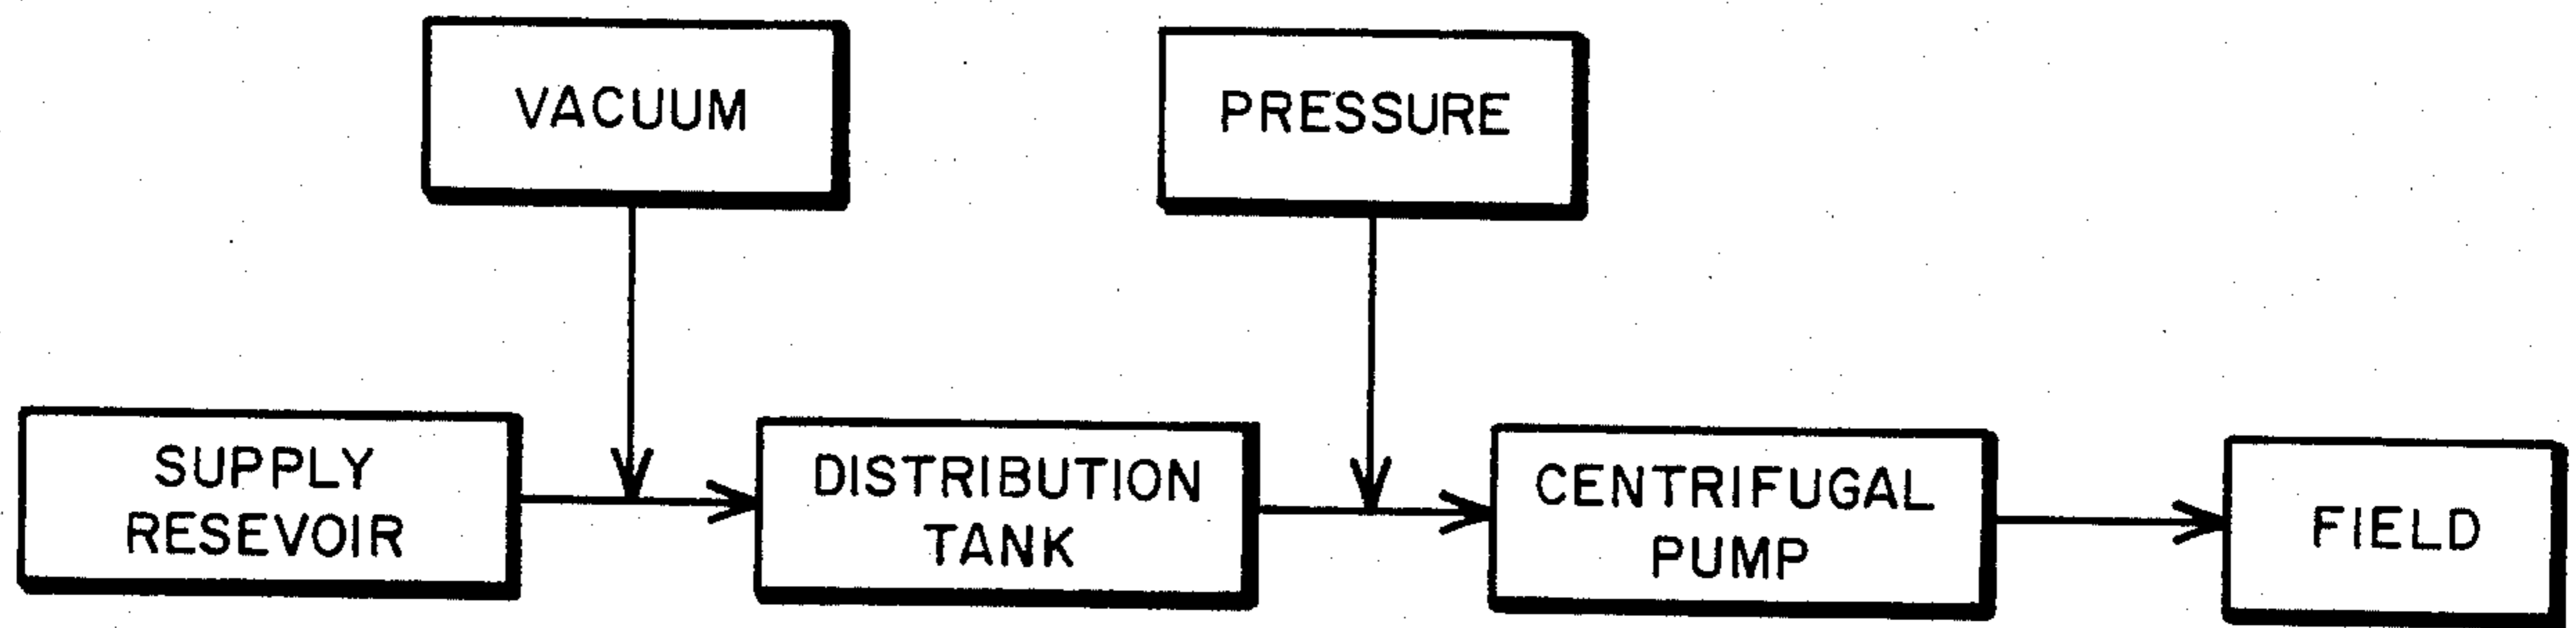 VACUUM
PRESSURE
SUPPLY
RESEVOIR
DISTRIBUTION
TANK
CENTRIFUGAL
PUMP
FIELD